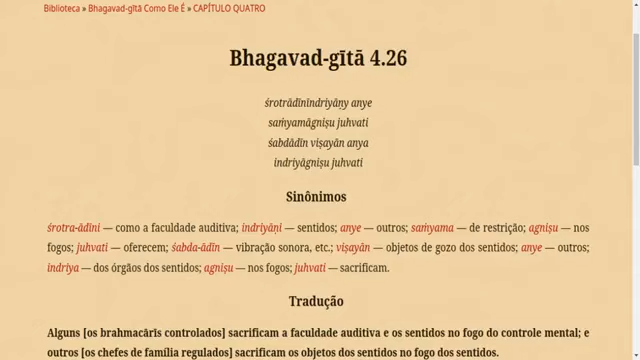 Biblioteca » Bhagavad-gītā Como Ele É » CAPÍTULO QUATRO
Bhagavad-gītā 4.26
śrotrādīnīndriyāṇy anye
saṁyamāgniṣu juhvati
śabdādīn viṣayān anya
indriyāgniṣu juhvati
Sinônimos
śrotra-ādīni — como a faculdade auditiva; indriyāṇi — sentidos; anye — outros; saṁyama — de restrição; agniṣu — nos
fogos; juhvati — oferecem; śabda-ādīn — vibração sonora, etc.; viṣayān — objetos de gozo dos sentidos; anye — outros;
indriya — dos órgãos dos sentidos; agniṣu — nos fogos; juhvati — sacrificam.
Tradução
Alguns [os brahmacārīs controlados] sacrificam a faculdade auditiva e os sentidos no fogo do controle mental; e
outros [os chefes de família regulados] sacrificam os objetos dos sentidos no fogo dos sentidos.